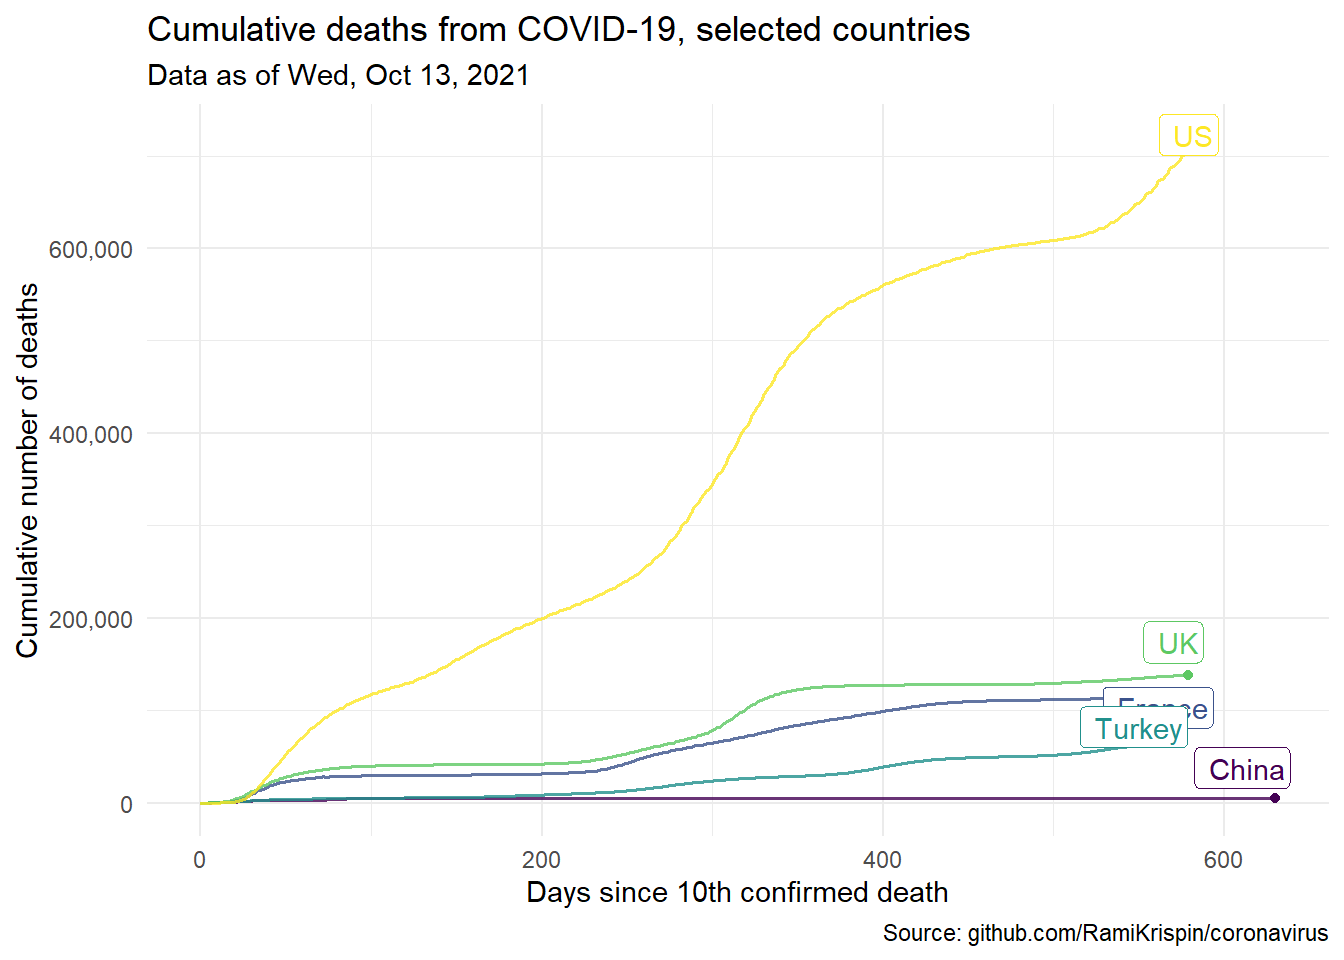 Cumulative deaths from COVID-19, selected countries
Data as of Wed, Oct 13, 2021
Cumulative number of deaths
600,000
400,000
200,000
0
US
UK
France
Turkey
China
0 200 400 600
Days since 10th confirmed death
Source: github.com/RamiKrispin/coronavirus